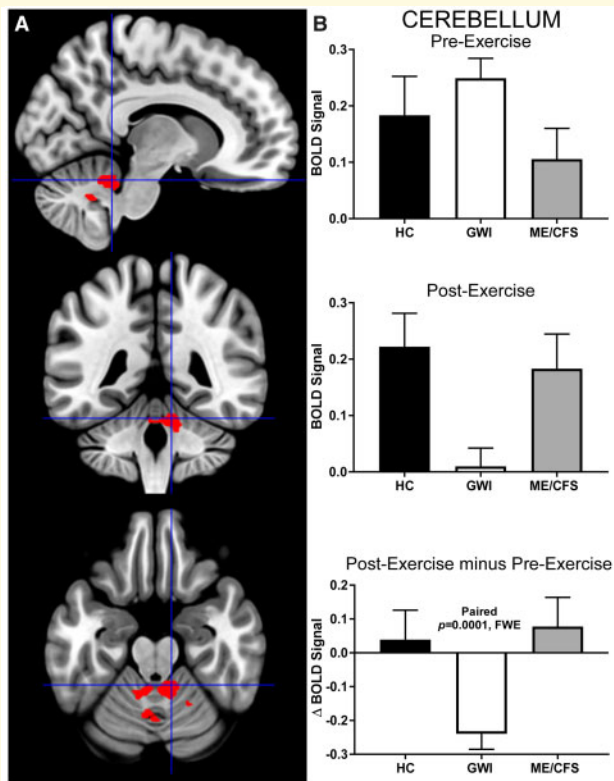 A
B
CEREBELLUM
Pre-Exercise
BOLD Signal
0.3
0.2
0.1
0.0
HC GWI ME/CFS
Post-Exercise
BOLD Signal
0.3
0.2
0.1
0.0
HC GWI ME/CFS
Post-Exercise minus Pre-Exercise
Δ BOLD Signal
0.2
0.1
0.0
-0.1
-0.2
-0.3
Paired
p=0.0001, FWE
HC GWI ME/CFS